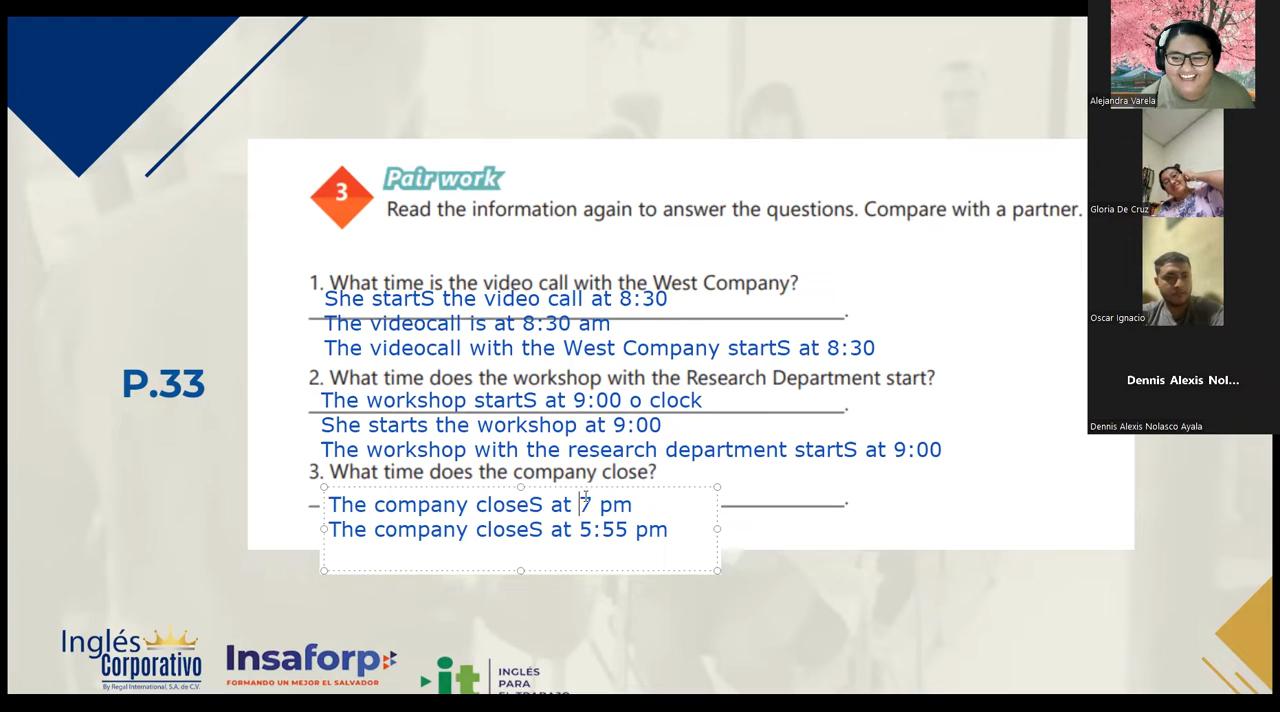 3
Pair work
Read the information again to answer the questions. Compare with a partner.
1. What time is the video call with the West Company?
She startS the video call at 8:30
The videocall is at 8:30 am
The videocall with the West Company startS at 8:30
P.33
2. What time does the workshop with the Research Department start?
The workshop startS at 9:00 o clock
She starts the workshop at 9:00
The workshop with the research department startS at 9:00
3. What time does the company close?
The company closeS at 7 pm
The company closeS at 5:55 pm
Inglés
Corporativo
By Regal International, S.A. de C.V.
Insaforp
FORMANDO UN MEJOR EL SALVADOR
it
INGLÉS
PARA
EL TRABAJO
Alejandra Varela
Gloria De Cruz
Oscar Ignacio
Dennis Alexis Nol...
Dennis Alexis Nolasco Ayala